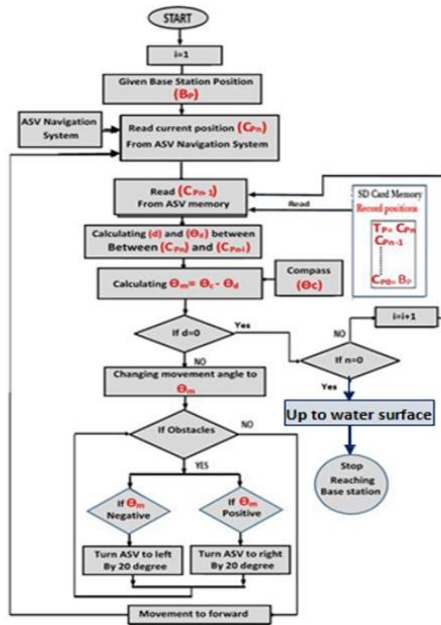 START
i=1
Given Base Station Position
(BP)
ASV Navigation
System
Read current position (CPn)
From ASV Navigation System
Read (CPn-1)
From ASV memory
Read
SD Card Memory
Record positions
TP= CPn
CPn-1
CP0= BP
Calculating (d) and (Θd) between
Between (CPn) and (CPn-i)
Calculating Θm= Θc - Θd
Compass
(Θc)
If d=0
Yes
NO
i=i+1
NO
If n=0
Yes
Changing movement angle to
Θm
Up to water surface
If Obstacles
NO
YES
Stop
Reaching
Base station
If Θm
Negative
If Θm
Positive
Turn ASV to left
By 20 degree
Turn ASV to right
By 20 degree
Movement to forward